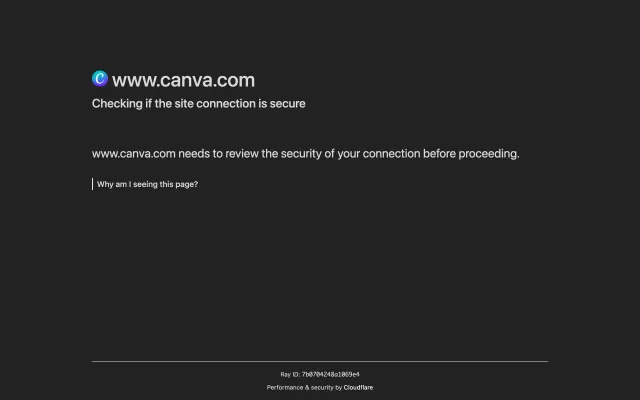 www.canva.com
Checking if the site connection is secure
www.canva.com needs to review the security of your connection before proceeding.
Why am I seeing this page?
Ray ID: 7b0704248a1069e4
Performance & security by Cloudflare